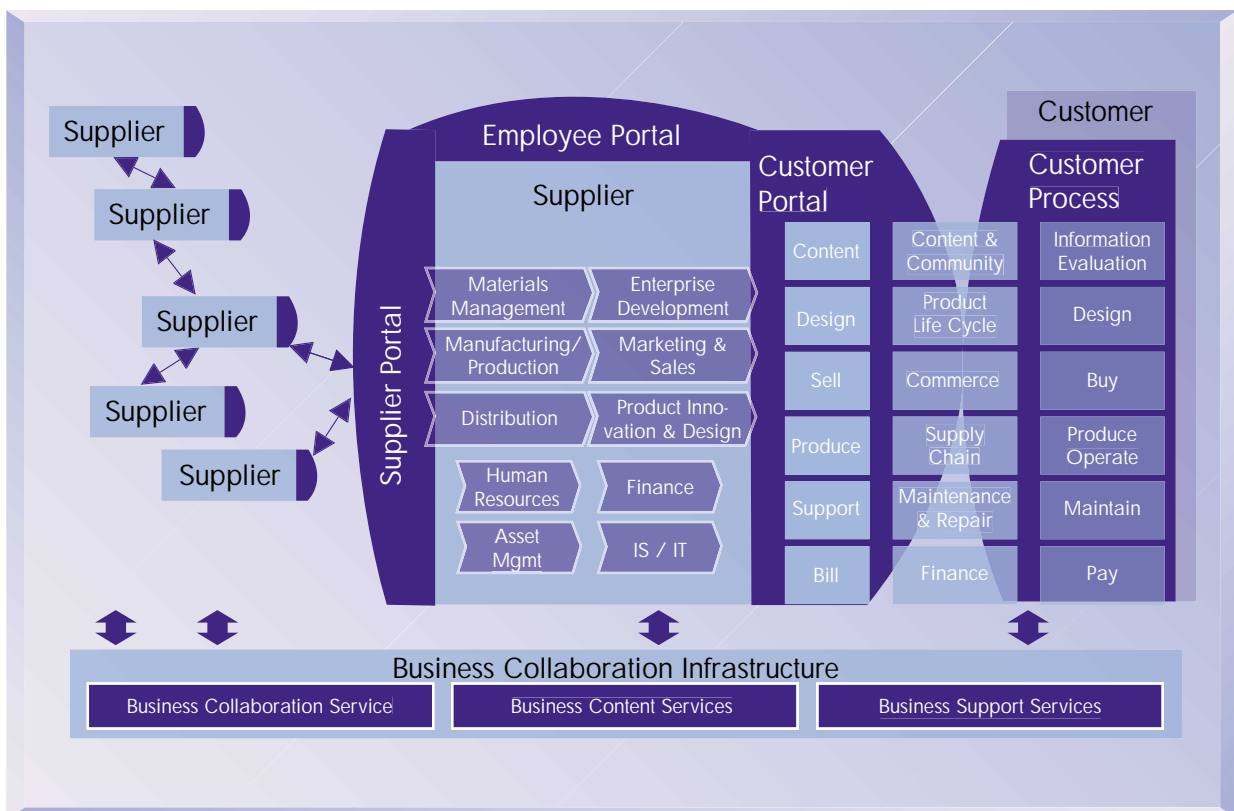 Supplier
Supplier
Supplier
Supplier
Supplier
Supplier Portal
Employee Portal
Supplier
Materials
Management
Enterprise
Development
Manufacturing/
Production
Marketing &
Sales
Distribution
Product Inno-
vation & Design
Human
Resources
Finance
Asset
Mgmt
IS / IT
Customer
Portal
Content
Design
Sell
Produce
Support
Bill
Content &
Community
Product
Life Cycle
Commerce
Supply
Chain
Maintenance
& Repair
Finance
Customer
Customer
Process
Information
Evaluation
Design
Buy
Produce
Operate
Maintain
Pay
Business Collaboration Infrastructure
Business Collaboration Service
Business Content Services
Business Support Services